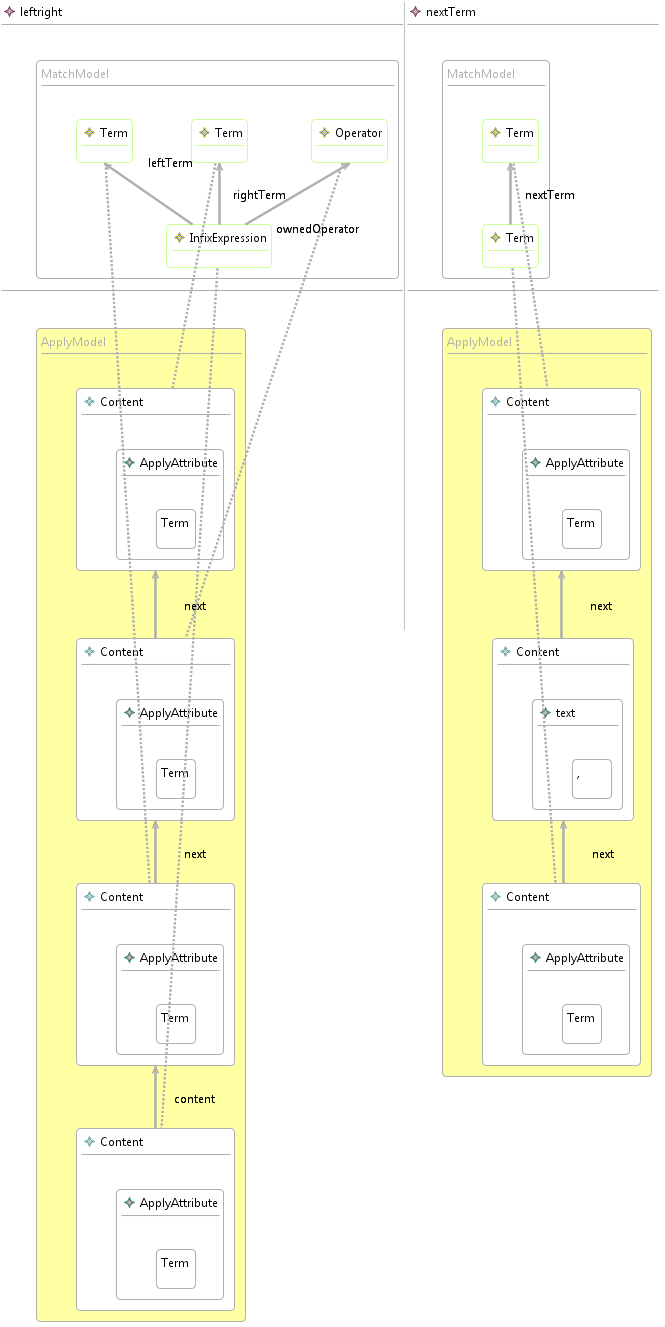 leftright
MatchModel
Term
Term
Operator
leftTerm
rightTerm
ownedOperator
InfixExpression
ApplyModel
Content
ApplyAttribute
Term
next
Content
ApplyAttribute
Term
next
Content
ApplyAttribute
Term
content
Content
ApplyAttribute
Term
nextTerm
MatchModel
Term
nextTerm
Term
ApplyModel
Content
ApplyAttribute
Term
next
Content
text
,
next
Content
ApplyAttribute
Term